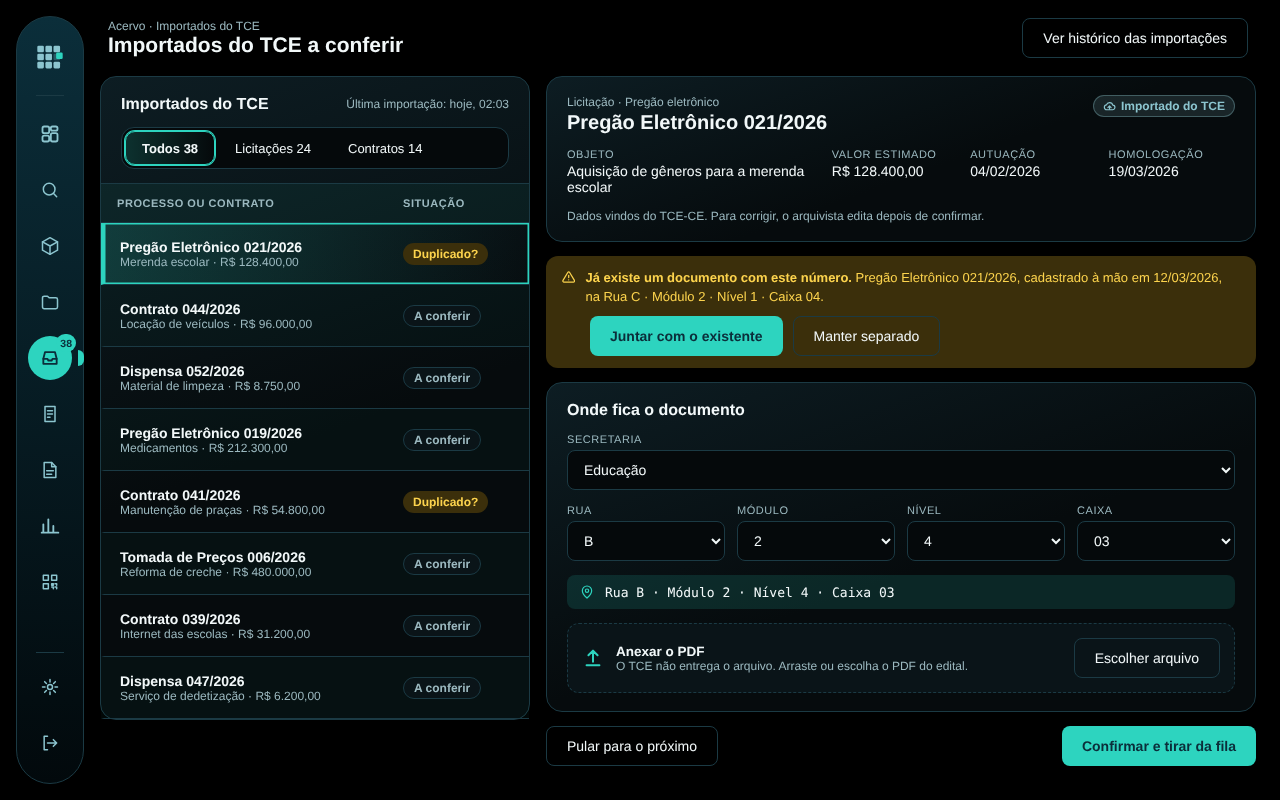 Acervo · Importados do TCE
Importados do TCE a conferir
Ver histórico das importações
38
Importados do TCE
Última importação: hoje, 02:03
Todos 38
Licitações 24
Contratos 14
PROCESSO OU CONTRATO
SITUAÇÃO
Pregão Eletrônico 021/2026
Merenda escolar · R$ 128.400,00
Duplicado?
Contrato 044/2026
Locação de veículos · R$ 96.000,00
A conferir
Dispensa 052/2026
Material de limpeza · R$ 8.750,00
A conferir
Pregão Eletrônico 019/2026
Medicamentos · R$ 212.300,00
A conferir
Contrato 041/2026
Manutenção de praças · R$ 54.800,00
Duplicado?
Tomada de Preços 006/2026
Reforma de creche · R$ 480.000,00
A conferir
Contrato 039/2026
Internet das escolas · R$ 31.200,00
A conferir
Dispensa 047/2026
Serviço de dedetização · R$ 6.200,00
A conferir
Licitação · Pregão eletrônico
Pregão Eletrônico 021/2026
Importado do TCE
OBJETO
Aquisição de gêneros para a merenda
escolar
VALOR ESTIMADO
R$ 128.400,00
AUTUAÇÃO
04/02/2026
HOMOLOGAÇÃO
19/03/2026
Dados vindos do TCE-CE. Para corrigir, o arquivista edita depois de confirmar.
Já existe um documento com este número. Pregão Eletrônico 021/2026, cadastrado à mão em 12/03/2026,
na Rua C · Módulo 2 · Nível 1 · Caixa 04.
Juntar com o existente
Manter separado
Onde fica o documento
SECRETARIA
Educação
RUA
MÓDULO
NÍVEL
CAIXA
B
2
4
03
Rua B · Módulo 2 · Nível 4 · Caixa 03
Anexar o PDF
O TCE não entrega o arquivo. Arraste ou escolha o PDF do edital.
Escolher arquivo
Pular para o próximo
Confirmar e tirar da fila